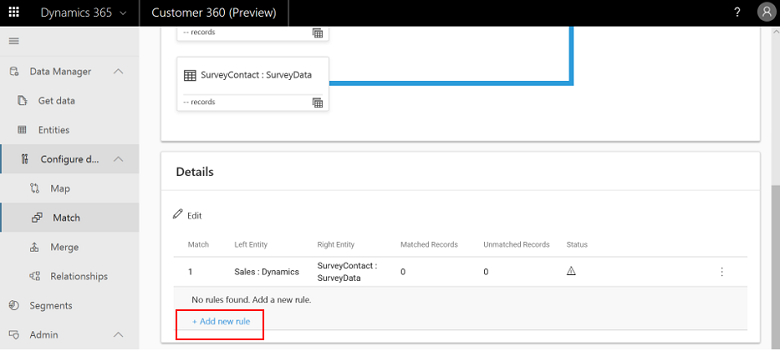 Dynamics 365 Customer 360 (Preview) ?
-- records
SurveyContact : SurveyData
-- records
Data Manager
Get data
Entities
Configure d...
Map
Match
Merge
Relationships
Segments
Admin
Details
Edit
Match Left Entity Right Entity Matched Records Unmatched Records Status
1 Sales : Dynamics SurveyContact : 0 0
SurveyData
No rules found. Add a new rule.
+ Add new rule